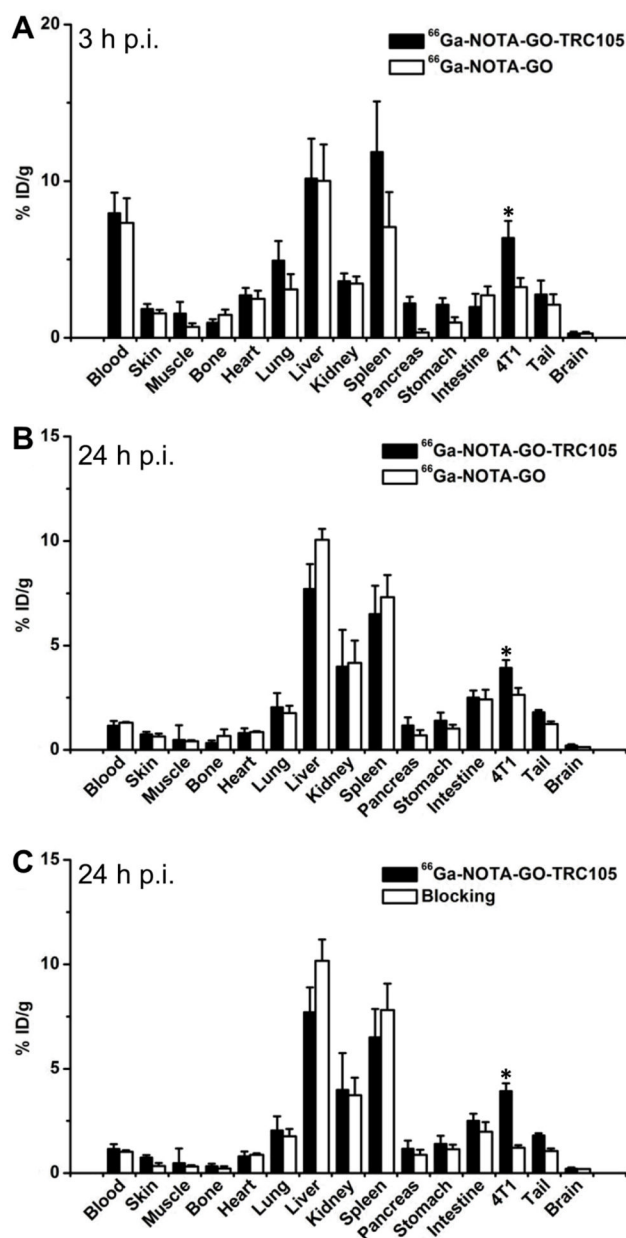 A
3 h p.i.
66Ga-NOTA-GO-TRC105
66Ga-NOTA-GO
% ID/g
20
10
0
*
Blood Skin Muscle Bone Heart Lung Liver Kidney Spleen Pancreas Stomach Intestine 4T1 Tail Brain
B
24 h p.i.
66Ga-NOTA-GO-TRC105
66Ga-NOTA-GO
% ID/g
15
10
5
0
*
Blood Skin Muscle Bone Heart Lung Liver Kidney Spleen Pancreas Stomach Intestine 4T1 Tail Brain
C
24 h p.i.
66Ga-NOTA-GO-TRC105
Blocking
% ID/g
15
10
5
0
*
Blood Skin Muscle Bone Heart Lung Liver Kidney Spleen Pancreas Stomach Intestine 4T1 Tail Brain